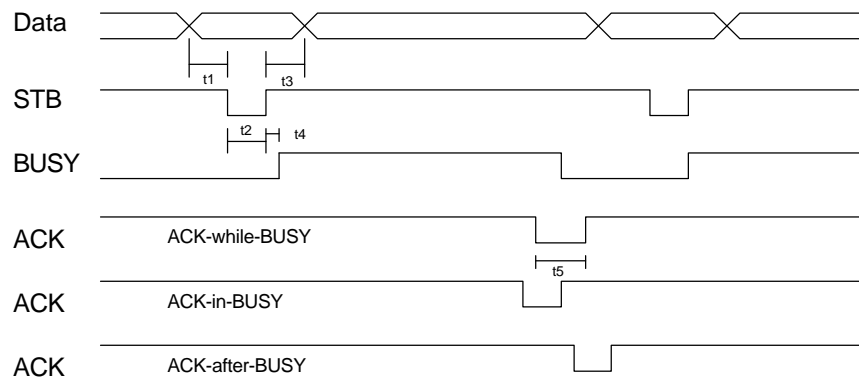 Data
t1
t3
STB
t2
t4
BUSY
ACK ACK-while-BUSY
t5
ACK ACK-in-BUSY
ACK ACK-after-BUSY